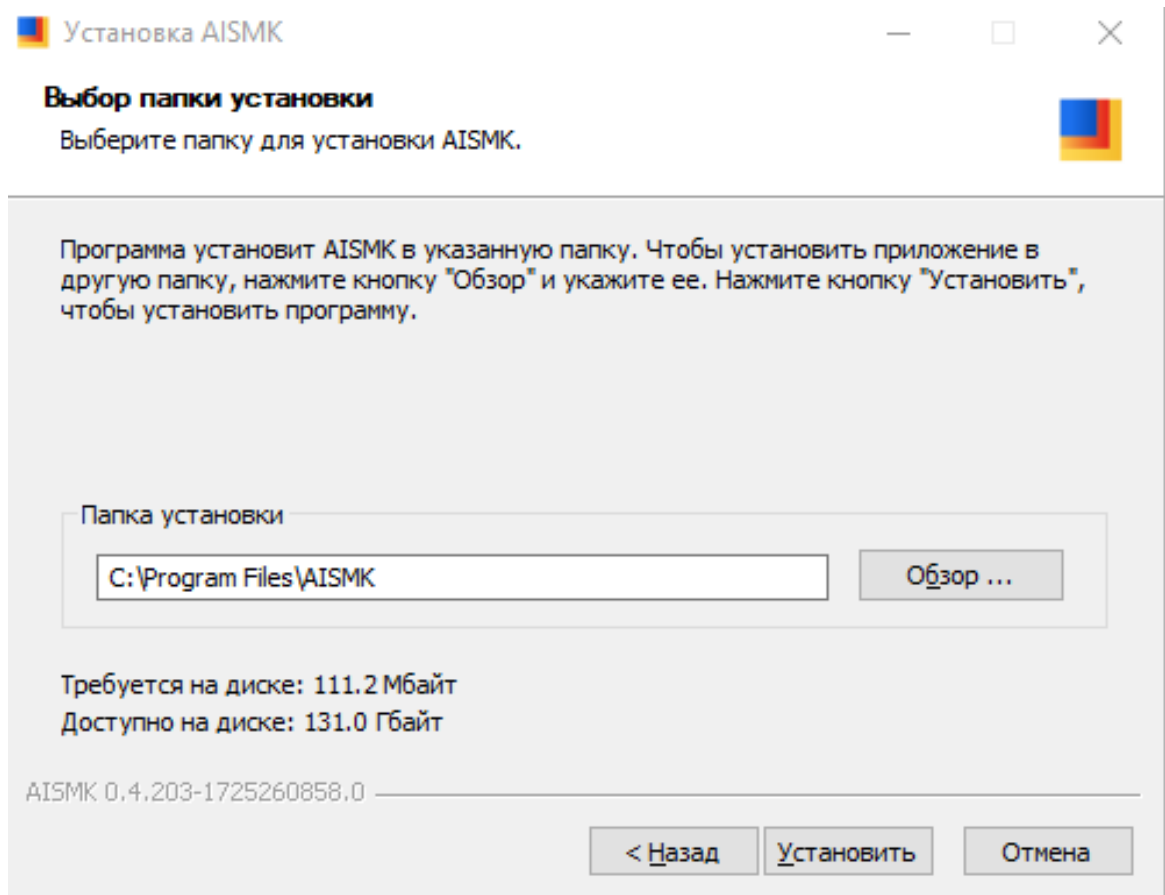 Установка AISMK
Выбор папки установки
Выберите папку для установки AISMK.
Программа установит AISMK в указанную папку. Чтобы установить приложение в
другую папку, нажмите кнопку "Обзор" и укажите ее. Нажмите кнопку "Установить",
чтобы установить программу.
Папка установки
C:\Program Files\AISMK
Обзор ...
Требуется на диске: 111.2 Мбайт
Доступно на диске: 131.0 Гбайт
AISMK 0.4.203-1725260858.0
< Назад Установить Отмена